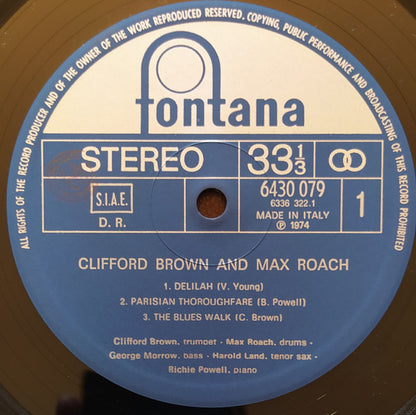 ALL RIGHTS OF THE RECORD PRODUCER AND OF THE OWNER OF THE WORK REPRODUCED RESERVED. COPYING, PUBLIC PERFORMANCE AND BROADCASTING OF THIS RECORD PROHIBITED
fontana
STEREO 33 1/3
S.I.A.E.
D. R.
6430 079
6336 322.1
MADE IN ITALY
℗ 1974
1
CLIFFORD BROWN AND MAX ROACH
1. DELILAH (V. Young)
2. PARISIAN THOROUGHFARE (B. Powell)
3. THE BLUES WALK (C. Brown)
Clifford Brown, trumpet - Max Roach, drums -
George Morrow, bass - Harold Land, tenor sax -
Richie Powell, piano